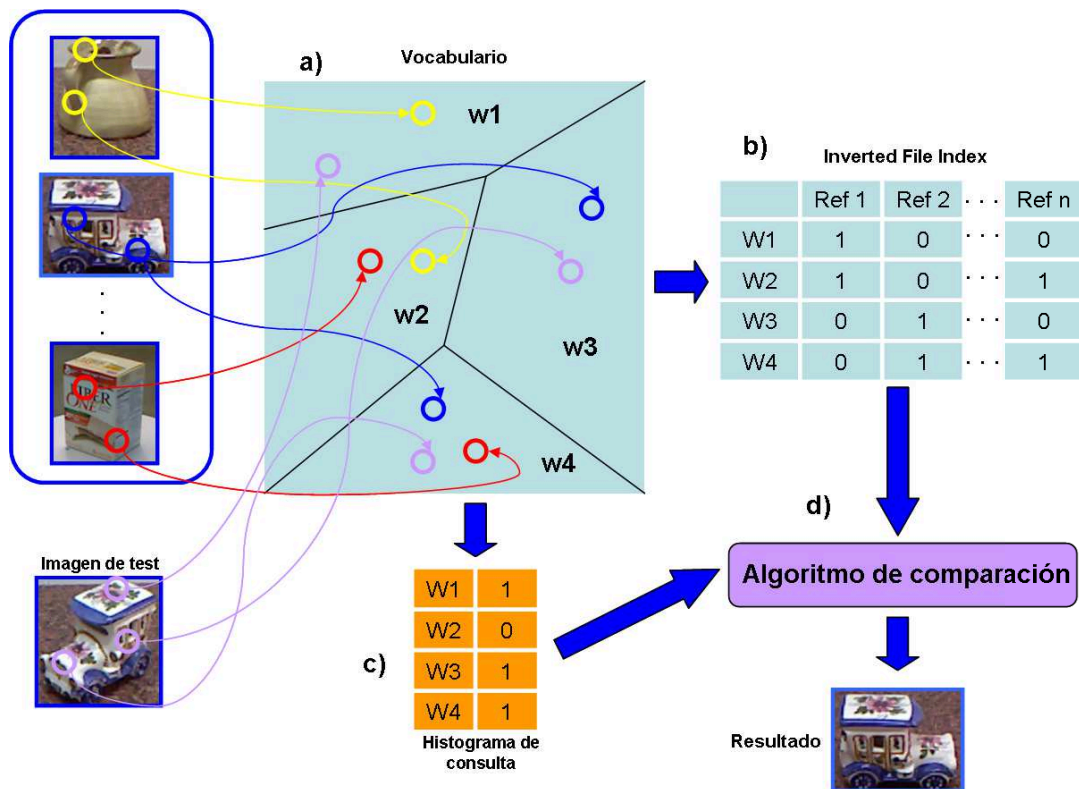 a)
Vocabulario
w1
w2
w3
w4
b)
Inverted File Index
Ref 1 Ref 2 · · · Ref n
W1 1 0 · · · 0
W2 1 0 · · · 1
W3 0 1 · · · 0
W4 0 1 · · · 1
FIBER
ONE
Imagen de test
c)
W1 1
W2 0
W3 1
W4 1
Histograma de
consulta
d)
Algoritmo de comparación
Resultado